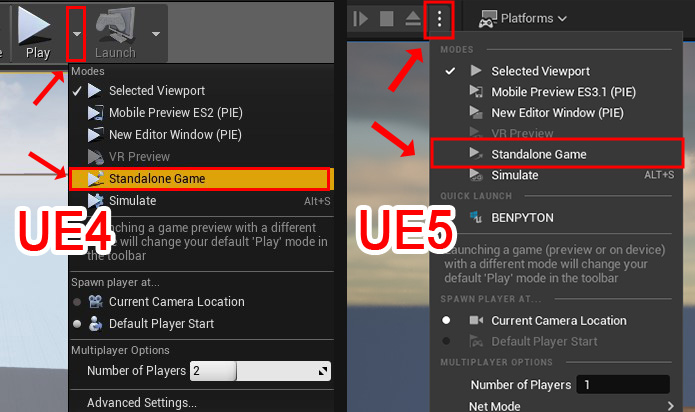 Play
Launch
Modes
Selected Viewport
Mobile Preview ES2 (PIE)
New Editor Window (PIE)
VR Preview
Standalone Game
Simulate Alt+S
UE4
nching a game preview with a different
e will change your default 'Play' mode in
the toolbar
Spawn player at...
Current Camera Location
Default Player Start
Multiplayer Options
Number of Players 2
Advanced Settings...
Platforms
MODES
Selected Viewport
Mobile Preview ES3.1 (PIE)
New Editor Window (PIE)
VR Preview
Standalone Game
Simulate ALT+S
QUICK LAUNCH
UE5
BENPYTON
Launching a game (preview or on device)
with a different mode will change your
default 'Play' mode in the toolbar
SPAWN PLAYER AT...
Current Camera Location
Default Player Start
MULTIPLAYER OPTIONS
Number of Players 1
Net Mode